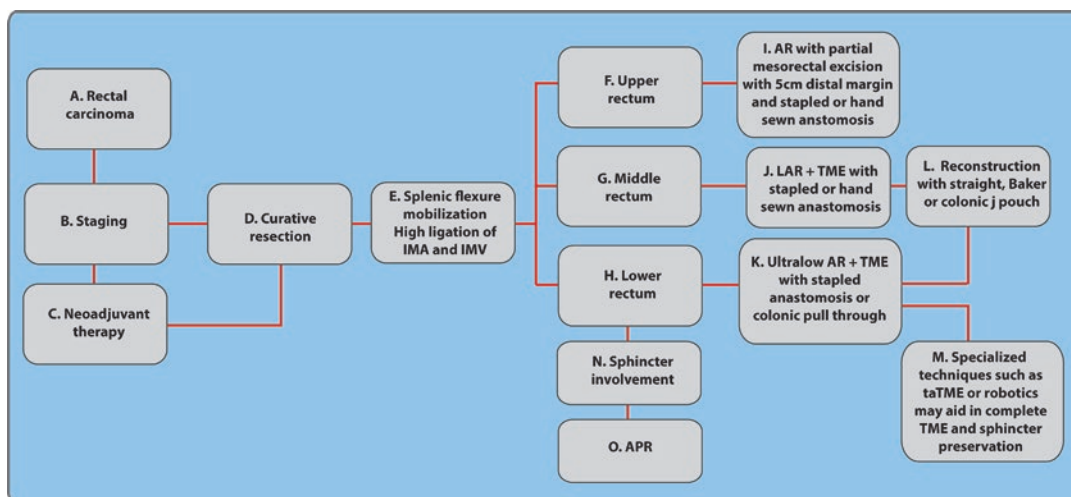 A. Rectal
carcinoma
B. Staging
C. Neoadjuvant
therapy
D. Curative
resection
E. Splenic flexure
mobilization
High ligation of
IMA and IMV
F. Upper
rectum
G. Middle
rectum
H. Lower
rectum
N. Sphincter
involvement
O. APR
I. AR with partial
mesorectal excision
with 5cm distal margin
and stapled or hand
sewn anstomosis
J. LAR + TME with
stapled or hand
sewn anastomosis
K. Ultralow AR + TME
with stapled
anastomosis or
colonic pull through
L. Reconstruction
with straight, Baker
or colonic j pouch
M. Specialized
techniques such as
taTME or robotics
may aid in complete
TME and sphincter
preservation